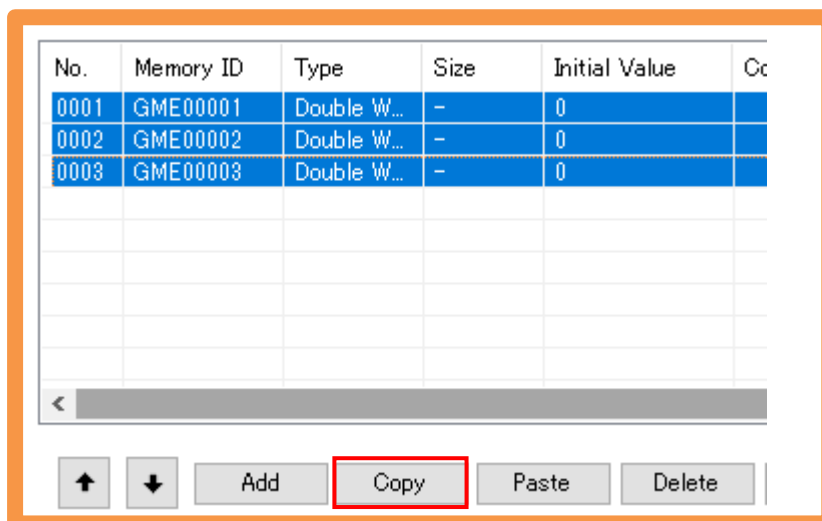 No. Memory ID Type Size Initial Value Co
0001 GME00001 Double W... - 0
0002 GME00002 Double W... - 0
0003 GME00003 Double W... - 0
Add Copy Paste Delete